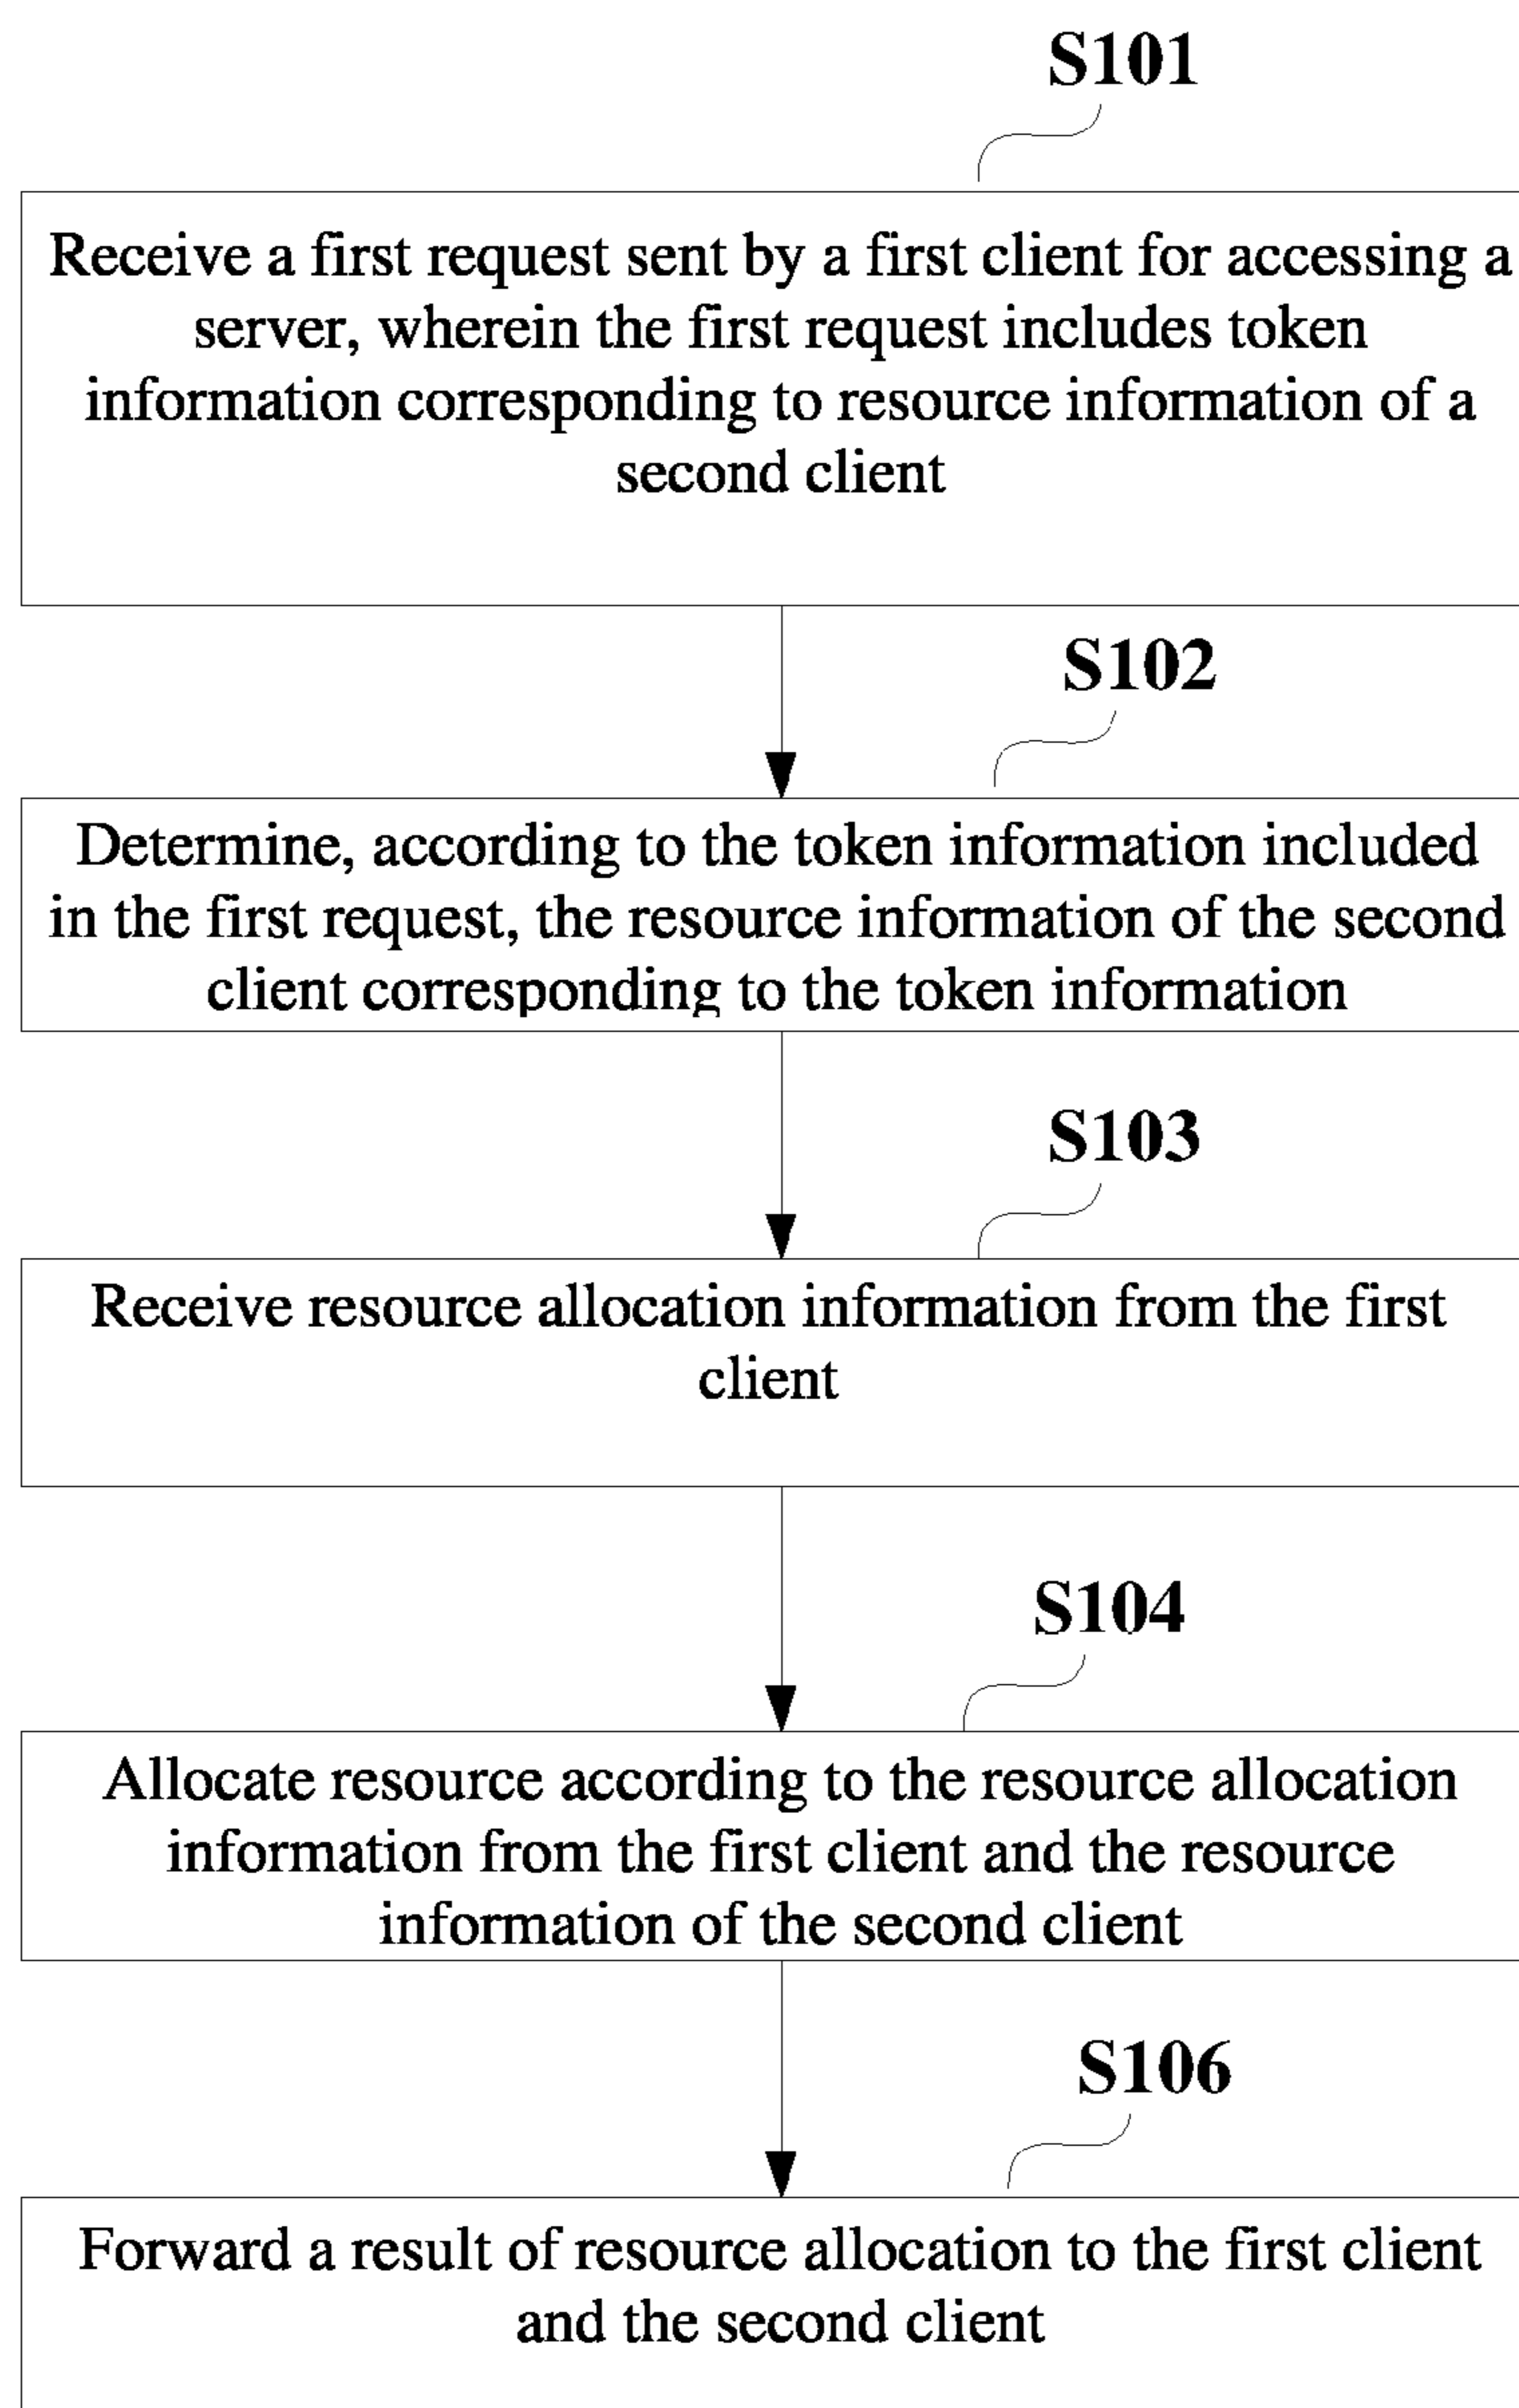 S101
Receive a first request sent by a first client for accessing a
server, wherein the first request includes token
information corresponding to resource information of a
second client
S102
Determine, according to the token information included
in the first request, the resource information of the second
client corresponding to the token information
S103
Receive resource allocation information from the first
client
S104
Allocate resource according to the resource allocation
information from the first client and the resource
information of the second client
S106
Forward a result of resource allocation to the first client
and the second client